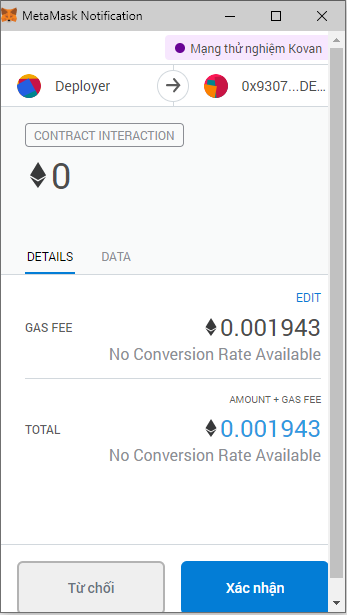 MetaMask Notification
Mạng thử nghiệm Kovan
Deployer
0x9307...DE...
CONTRACT INTERACTION
0
DETAILS
DATA
EDIT
GAS FEE
0.001943
No Conversion Rate Available
AMOUNT + GAS FEE
TOTAL
0.001943
No Conversion Rate Available
Từ chối
Xác nhận